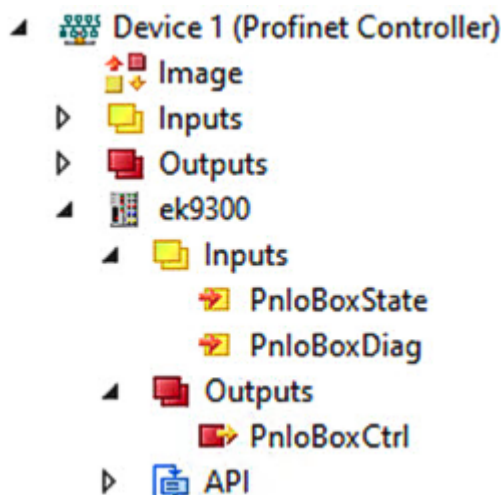 Device 1 (Profinet Controller)
Image
Inputs
Outputs
ek9300
Inputs
PnIoBoxState
PnIoBoxDiag
Outputs
PnIoBoxCtrl
API